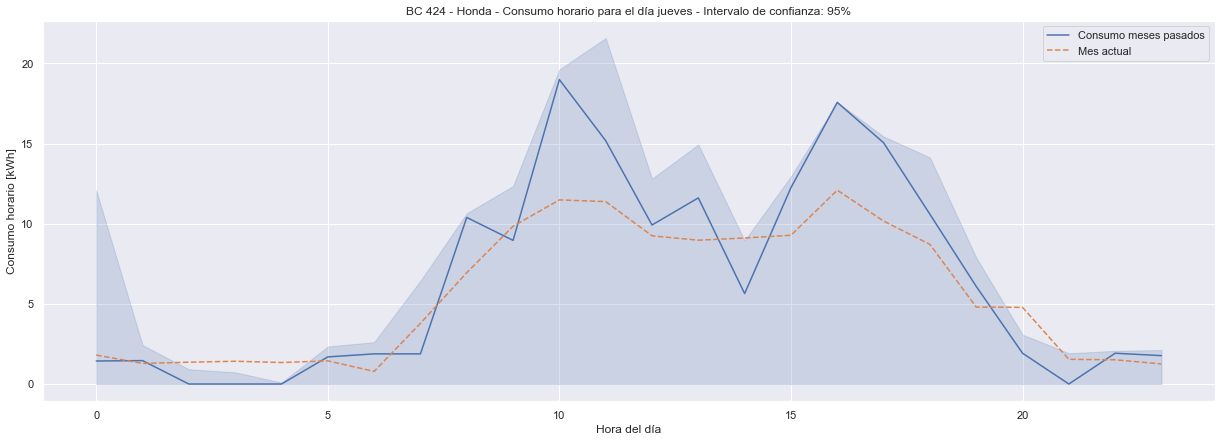 BC 424 - Honda - Consumo horario para el día jueves - Intervalo de confianza: 95%
Consumo meses pasados
Mes actual
Consumo horario [kWh]
20
15
10
5
0
0 5 10 15 20
Hora del día